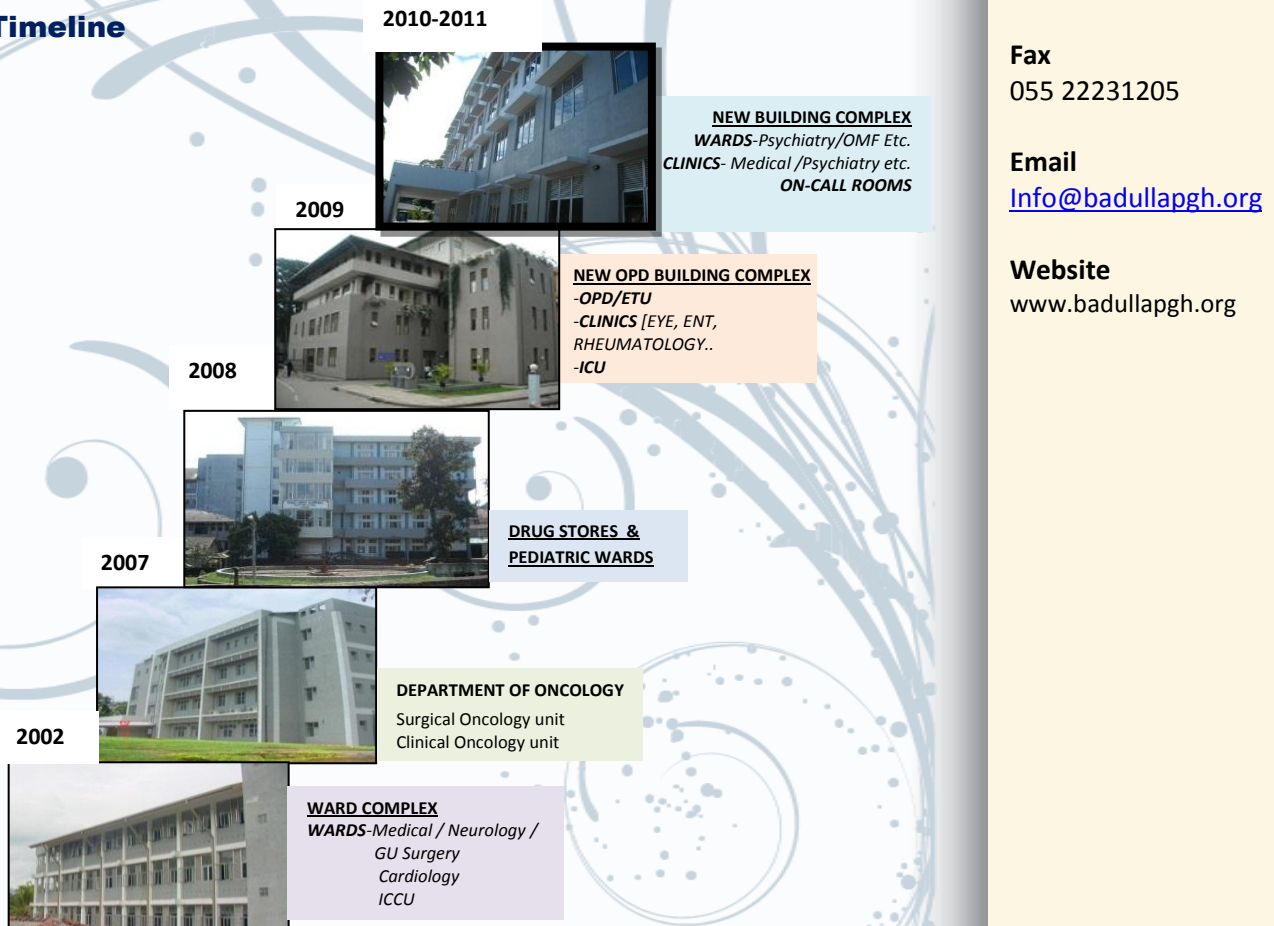 Timeline
2010-2011
NEW BUILDING COMPLEX
WARDS-Psychiatry/OMF Etc.
CLINICS- Medical /Psychiatry etc.
ON-CALL ROOMS
2009
NEW OPD BUILDING COMPLEX
-OPD/ETU
-CLINICS [EYE, ENT,
RHEUMATOLOGY..
-ICU
2008
DRUG STORES &
PEDIATRIC WARDS
2007
DEPARTMENT OF ONCOLOGY
Surgical Oncology unit
Clinical Oncology unit
2002
WARD COMPLEX
WARDS-Medical / Neurology /
GU Surgery
Cardiology
ICCU
Fax
055 22231205
Email
Info@badullapgh.org
Website
www.badullapgh.org